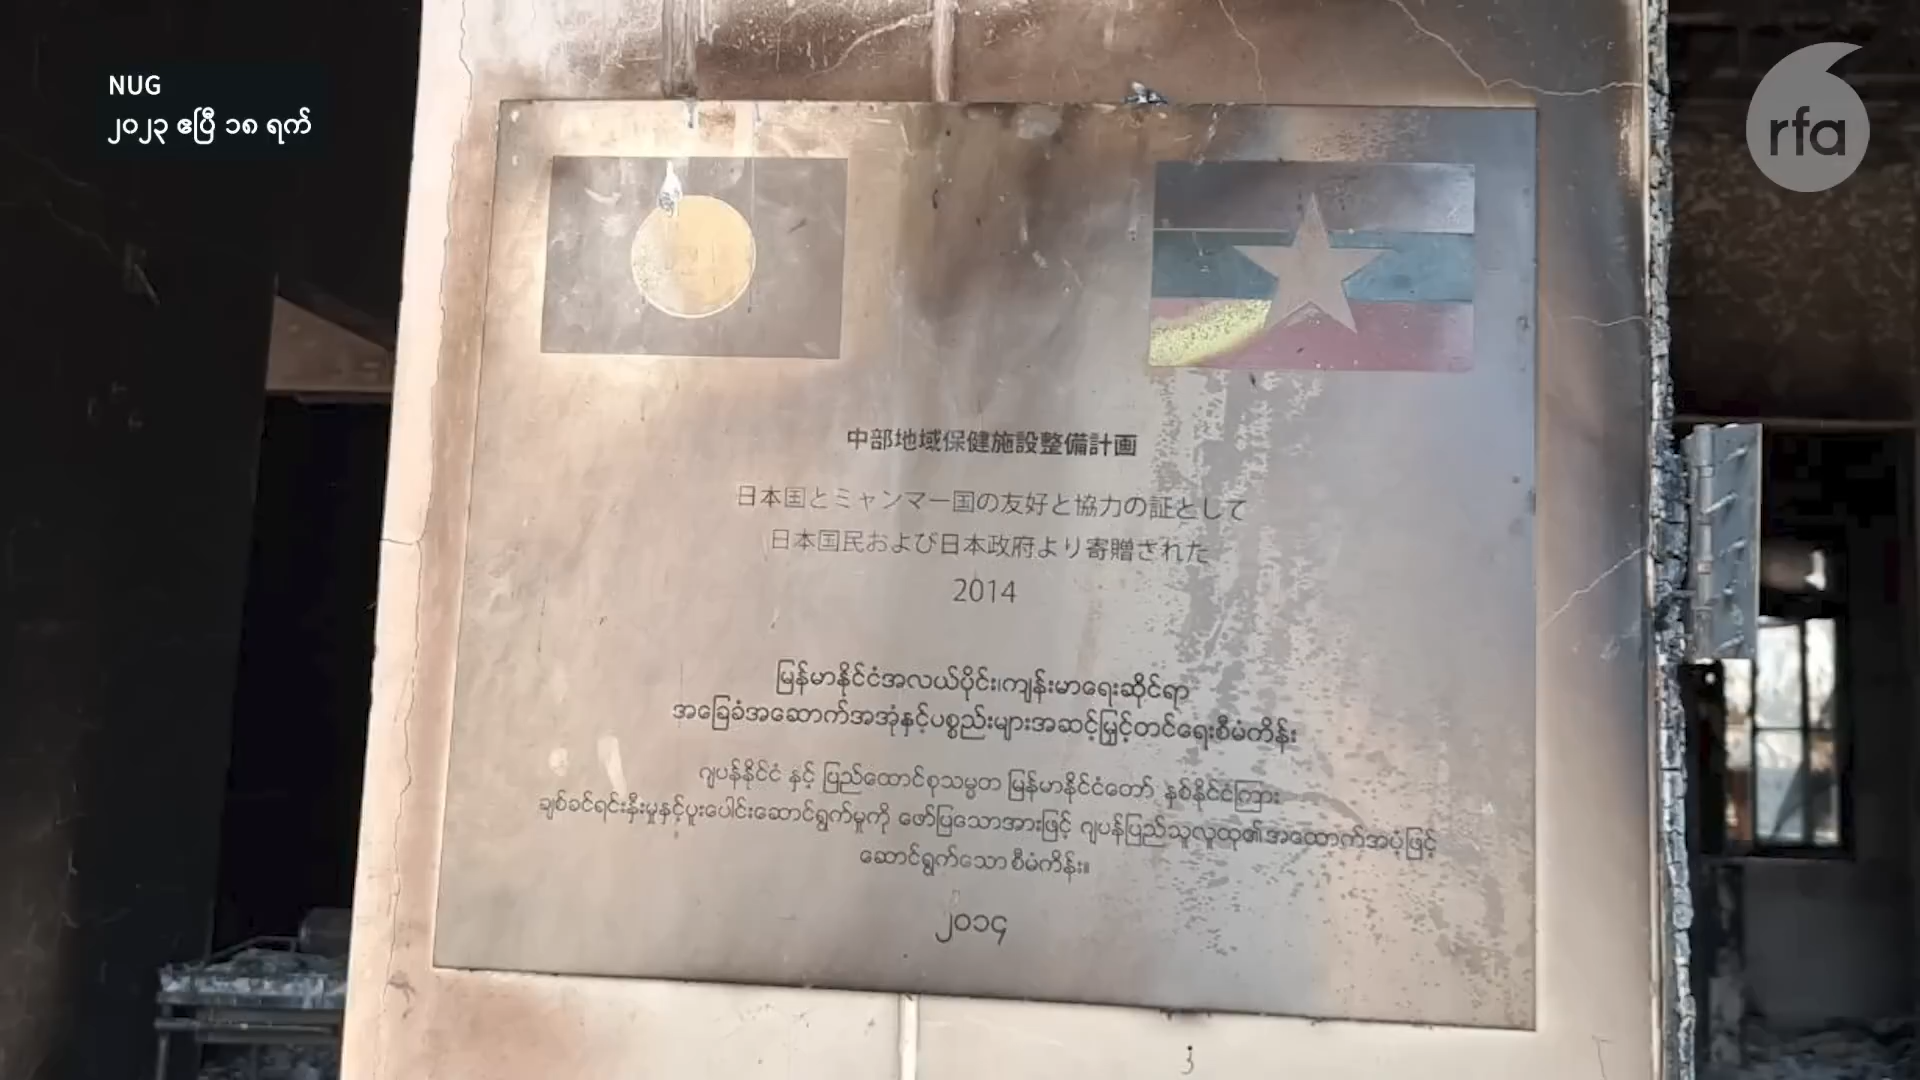 NUG
၂၀၂၃ ဧပြီ ၁၈ ရက်
rfa
中部地域保健施設整備計画
日本国とミャンマー国の友好と協力の証として
日本国民および日本政府より寄贈された
2014
မြန်မာနိုင်ငံအလယ်ပိုင်း၊ကျန်းမာရေးဆိုင်ရာ
အခြေခံအဆောက်အအုံနှင့်ပစ္စည်းများအဆင့်မြှင့်တင်ရေးစီမံကိန်း
ဂျပန်နိုင်ငံ နှင့် ပြည်ထောင်စုသမ္မတ မြန်မာနိုင်ငံတော် နှစ်နိုင်ငံကြား
ချစ်ခင်ရင်းနှီးမှုနှင့်ပူးပေါင်းဆောင်ရွက်မှုကို ဖော်ပြသောအားဖြင့် ဂျပန်ပြည်သူလူထု၏အထောက်အပံ့ဖြင့်
ဆောင်ရွက်သော စီမံကိန်း။
၂၀၁၄